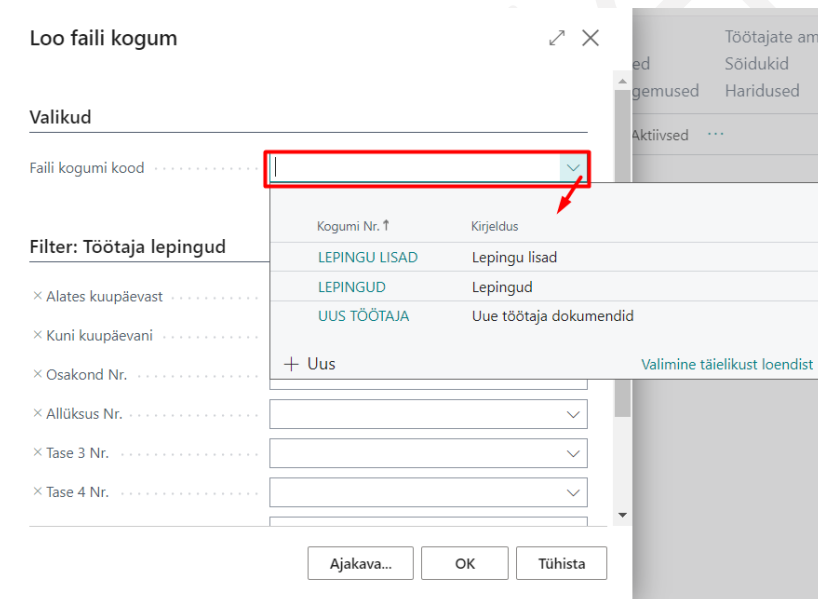 Loo faili kogum
Töötajate am
ed Sõidukid
gemused Haridused
Valikud
Aktiivsed ...
Faili kogumi kood
Kogumi Nr.↑ Kirjeldus
Filter: Töötaja lepingud
LEPINGU LISAD Lepingu lisad
× Alates kuupäevast
LEPINGUD Lepingud
UUS TÖÖTAJA Uue töötaja dokumendid
× Kuni kuupäevani
+ Uus Valimine täielikust loendist
× Osakond Nr.
× Allüksus Nr.
× Tase 3 Nr.
× Tase 4 Nr.
Ajakava... OK Tühista